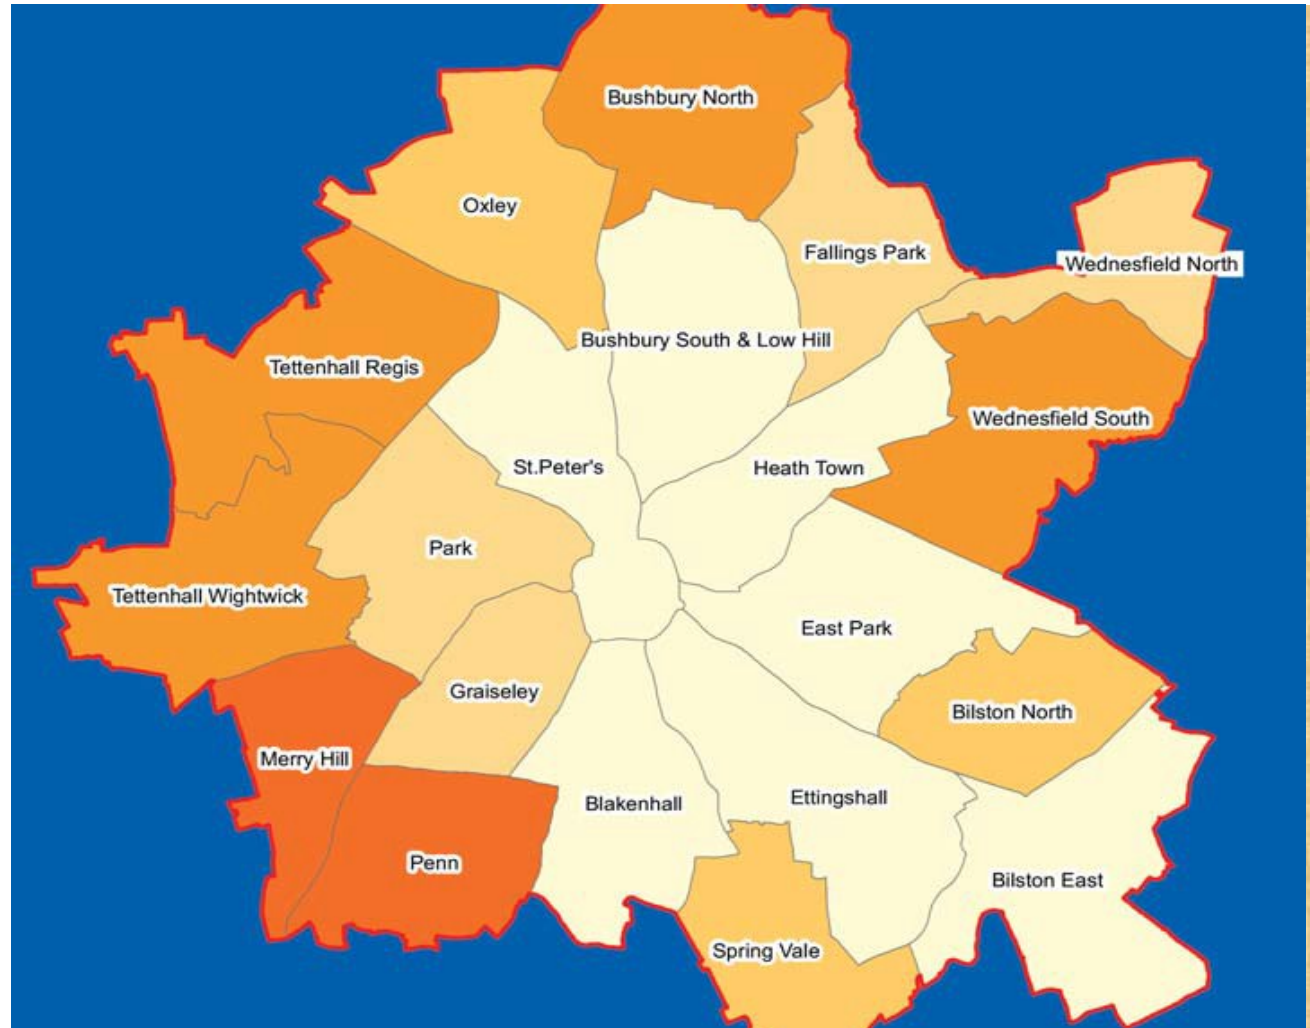 Bushbury North
Oxley
Fallings Park
Wednesfield North
Bushbury South & Low Hill
Tettenhall Regis
Wednesfield South
St.Peter's
Heath Town
Park
Tettenhall Wightwick
East Park
Graiseley
Bilston North
Merry Hill
Ettingshall
Blakenhall
Penn
Bilston East
Spring Vale